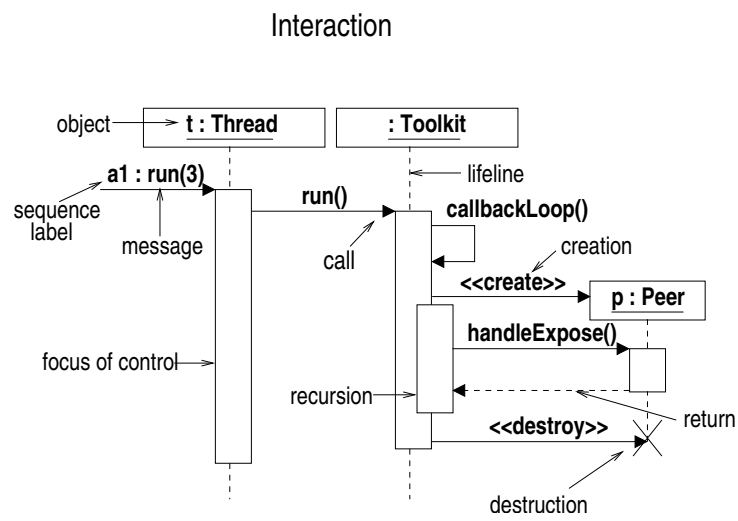 Interaction
object
t : Thread
: Toolkit
a1 : run(3)
lifeline
sequence
label
message
run()
call
callbackLoop()
creation
<<create>>
p : Peer
handleExpose()
focus of control
recursion
return
<<destroy>>
destruction